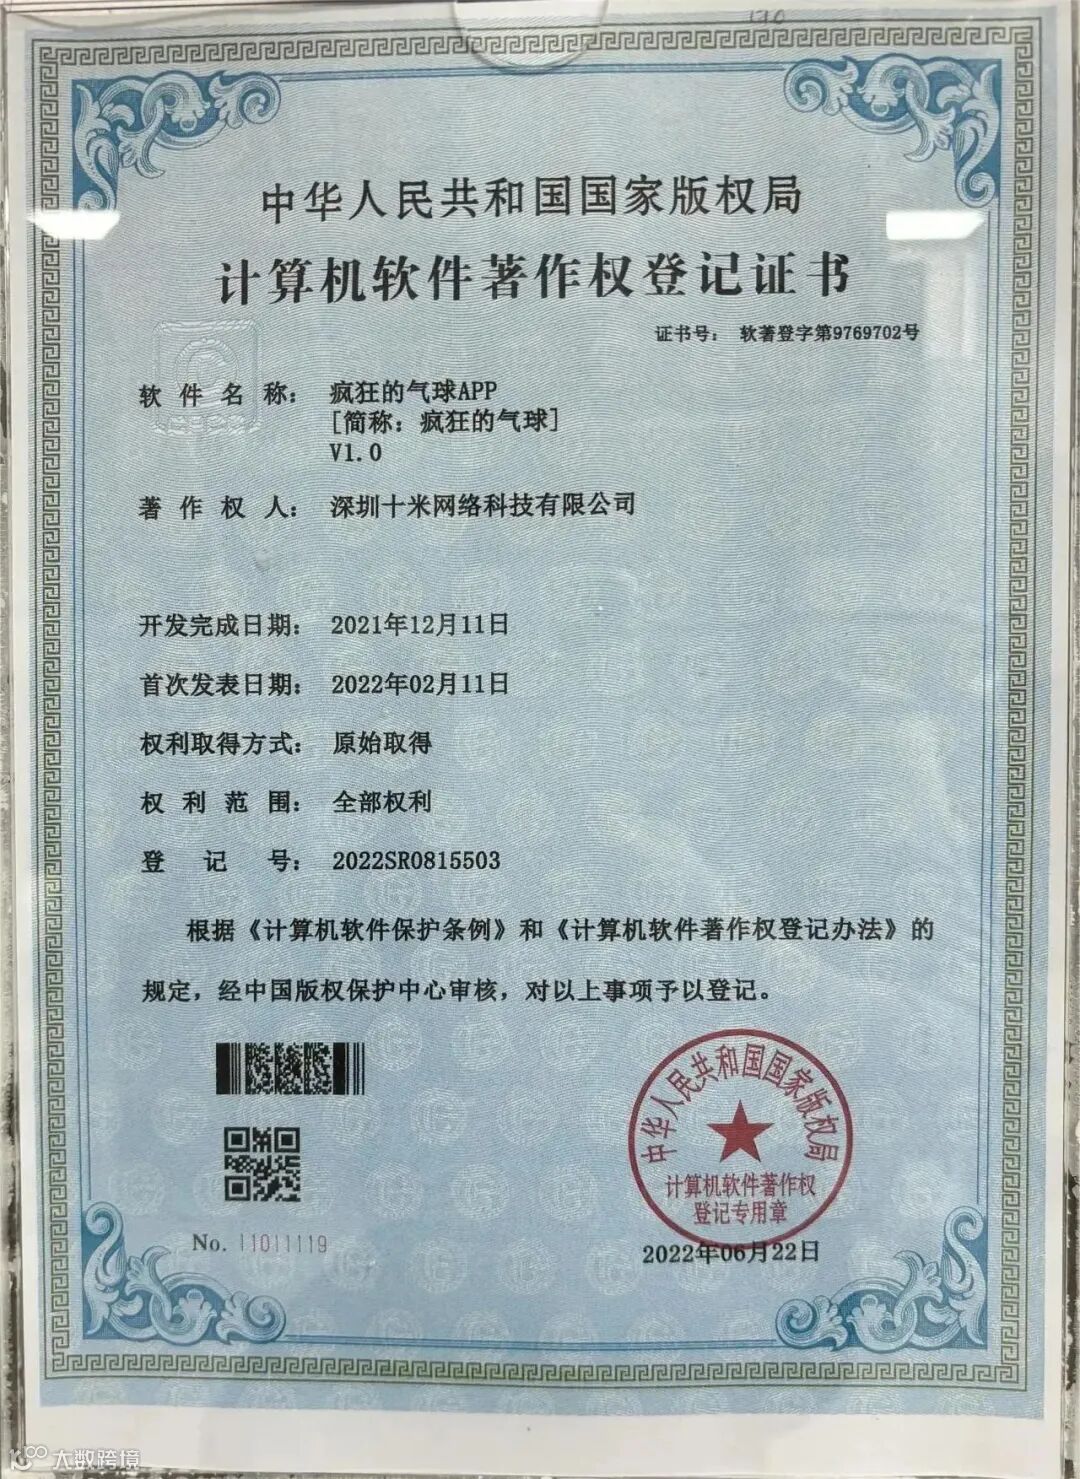 中华人民共和国国家版权局
计算机软件著作权登记证书
证书号： 软著登字第9769702号
软件名称： 疯狂的气球APP
[简称：疯狂的气球]
V1.0
著作权人： 深圳十米网络科技有限公司
开发完成日期： 2021年12月11日
首次发表日期： 2022年02月11日
权利取得方式： 原始取得
权利范围： 全部权利
登记号： 2022SR0815503
根据《计算机软件保护条例》和《计算机软件著作权登记办法》的
规定，经中国版权保护中心审核，对以上事项予以登记。
中华人民共和国国家版权局
计算机软件著作权
登记专用章
No. 11011119
2022年06月22日
大数跨境